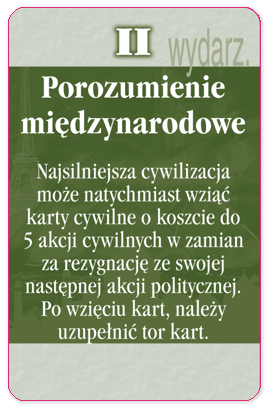 II
wydarz.
Porozumienie
międzynarodowe
Najsilniejsza cywilizacja
może natychmiast wziąć
karty cywilne o koszcie do
5 akcji cywilnych w zamian
za rezygnację ze swojej
następnej akcji politycznej.
Po wzięciu kart, należy
uzupełnić tor kart.